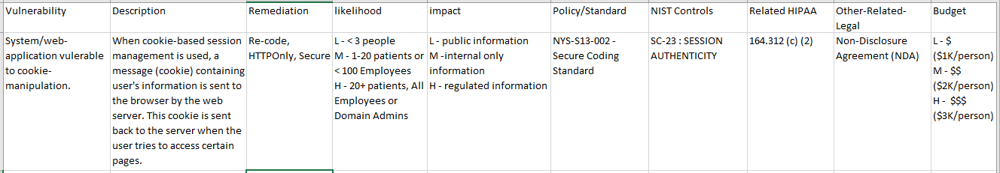 Vulnerability
Description
Remediation
likelihood
impact
Policy/Standard
NIST Controls
Related HIPAA
Other-Related-
Legal
Budget
System/web-
application vulerable
to cookie-
manipulation.
When cookie-based session
management is used, a
message (cookie) containing
user's information is sent to
the browser by the web
server. This cookie is sent
back to the server when the
user tries to access certain
pages.
Re-code,
HTTPOnly, Secure
L - < 3 people
M - 1-20 patients or
< 100 Employees
H - 20+ patients, All
Employees or
Domain Admins
L - public information
M -internal only
information
H - regulated information
NYS-S13-002 -
Secure Coding
Standard
SC-23 : SESSION
AUTHENTICITY
164.312 (c) (2)
Non-Disclosure
Agreement (NDA)
L - $
($1K/person)
M - $$
($2K/person)
H - $$$
($3K/person)